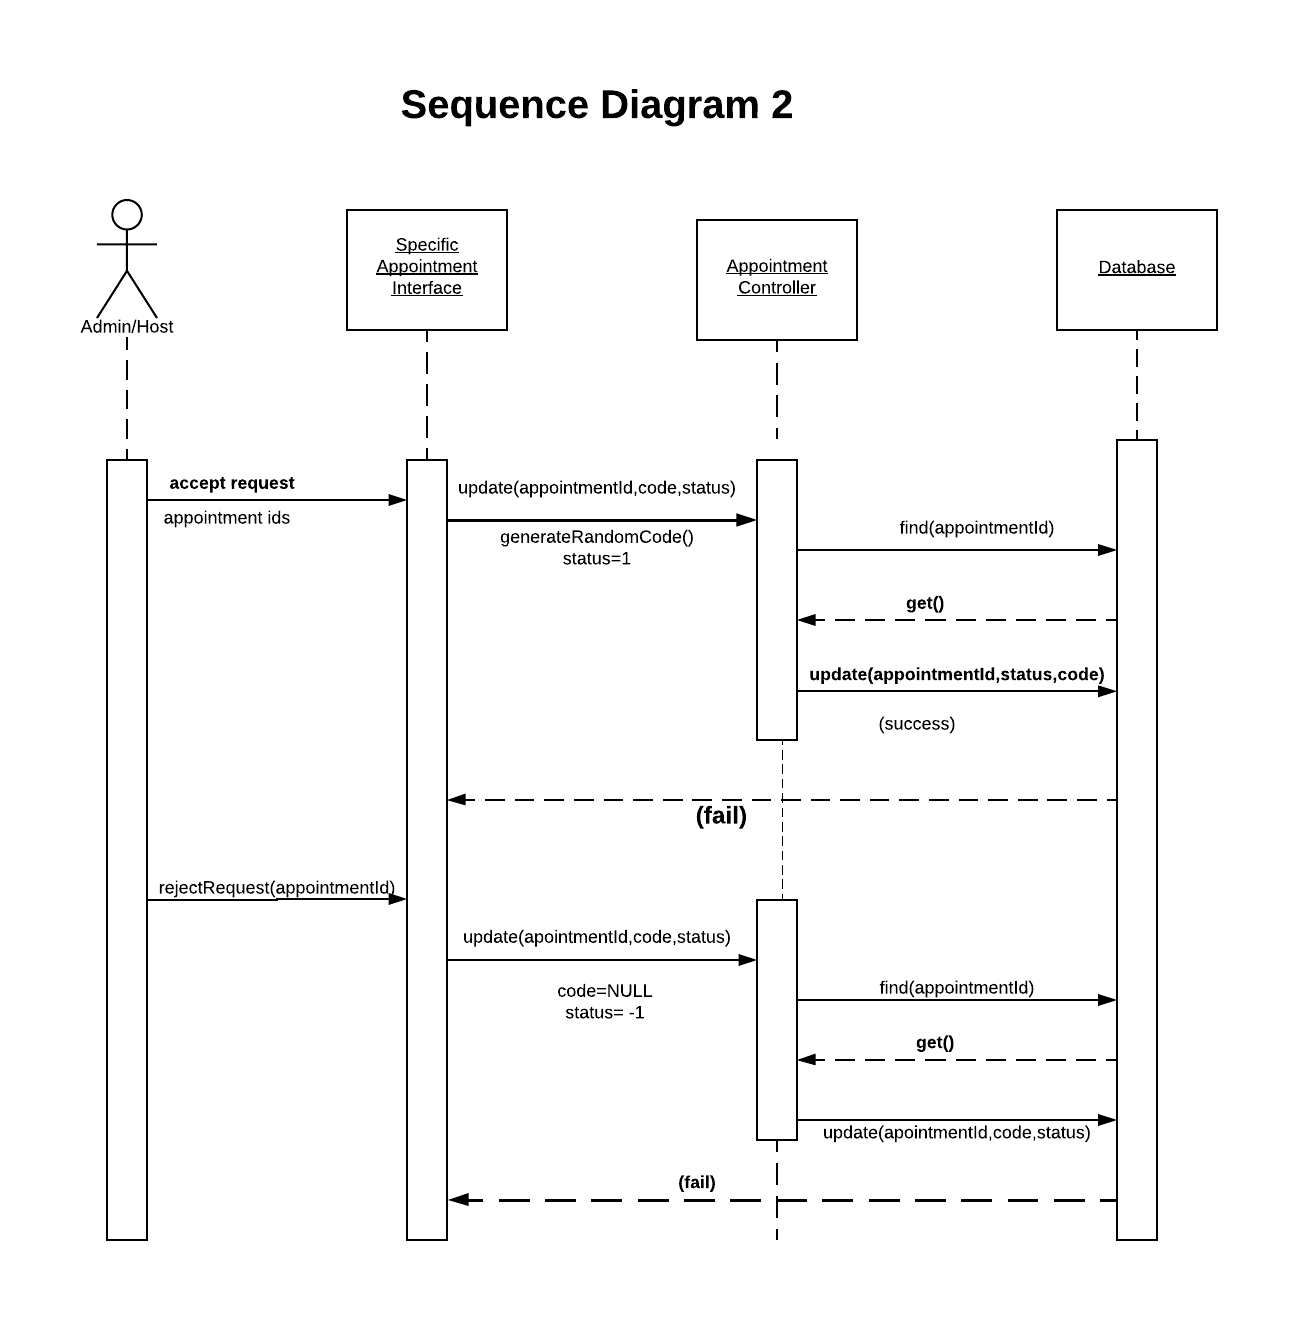 Sequence Diagram 2
Admin/Host
Specific
Appointment
Interface
Appointment
Controller
Database
accept request
appointment ids
update(appointmentId,code,status)
generateRandomCode()
status=1
find(appointmentId)
get()
update(appointmentId,status,code)
(success)
(fail)
rejectRequest(appointmentId)
update(apointmentId,code,status)
code=NULL
status= -1
find(appointmentId)
get()
update(apointmentId,code,status)
(fail)